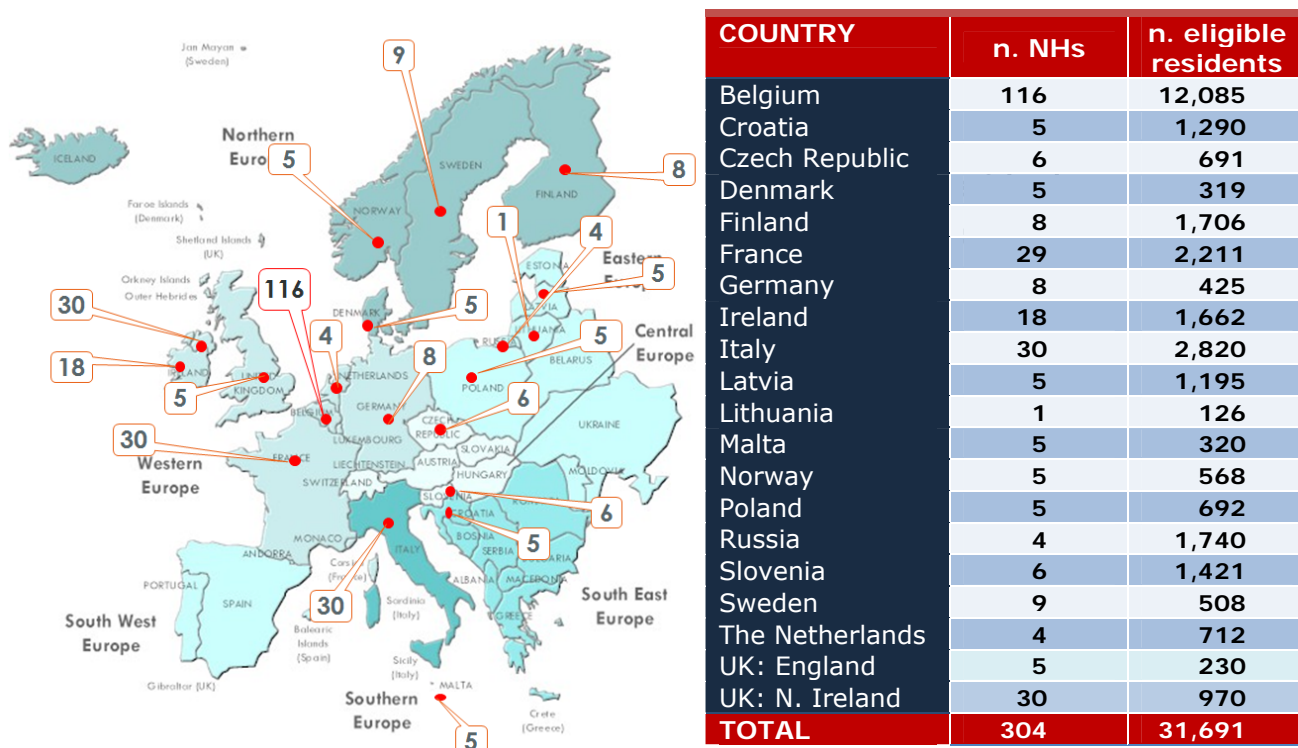 Jan Mayan
(Sweden)
9
Northern
Europe
5
ICELAND
SWEDEN
8
FINLAND
NORWAY
Faroe Islands
(Denmark)
Shetland Islands
(UK)
1
4
ESTONIA
Eastern
Europe
5
Orkney Islands
Outer Hebrides
116
30
LATVIA
DENMARK
5
LITHUANIA
4
RUSSIA
5
Central
Europe
18
IRELAND
NETHERLANDS
8
BELARUS
UNITED
KINGDOM
5
POLAND
6
BELGIUM
GERMANY
CZECH
REPUBLIC
UKRAINE
30
LUXEMBOURG
SLOVAKIA
FRANCE
LIECHTENSTEIN
AUSTRIA
Western
Europe
SWITZERLAND
HUNGARY
MOLDOVA
SLOVENIA
6
CROATIA
5
BOSNIA
MONACO
ITALY
SERBIA
ANDORRA
Corsica
(France)
PORTUGAL
ALBANIA
MACEDONIA
SPAIN
30
Sardinia
(Italy)
South East
Europe
GREECE
South West
Europe
Balearic
Islands
(Spain)
Sicily
(Italy)
Gibraltar (UK)
MALTA
Southern
Europe
Crete
(Greece)
5
COUNTRY n. NHs n. eligible
residents
Belgium 116 12,085
Croatia 5 1,290
Czech Republic 6 691
Denmark 5 319
Finland 8 1,706
France 29 2,211
Germany 8 425
Ireland 18 1,662
Italy 30 2,820
Latvia 5 1,195
Lithuania 1 126
Malta 5 320
Norway 5 568
Poland 5 692
Russia 4 1,740
Slovenia 6 1,421
Sweden 9 508
The Netherlands 4 712
UK: England 5 230
UK: N. Ireland 30 970
TOTAL 304 31,691